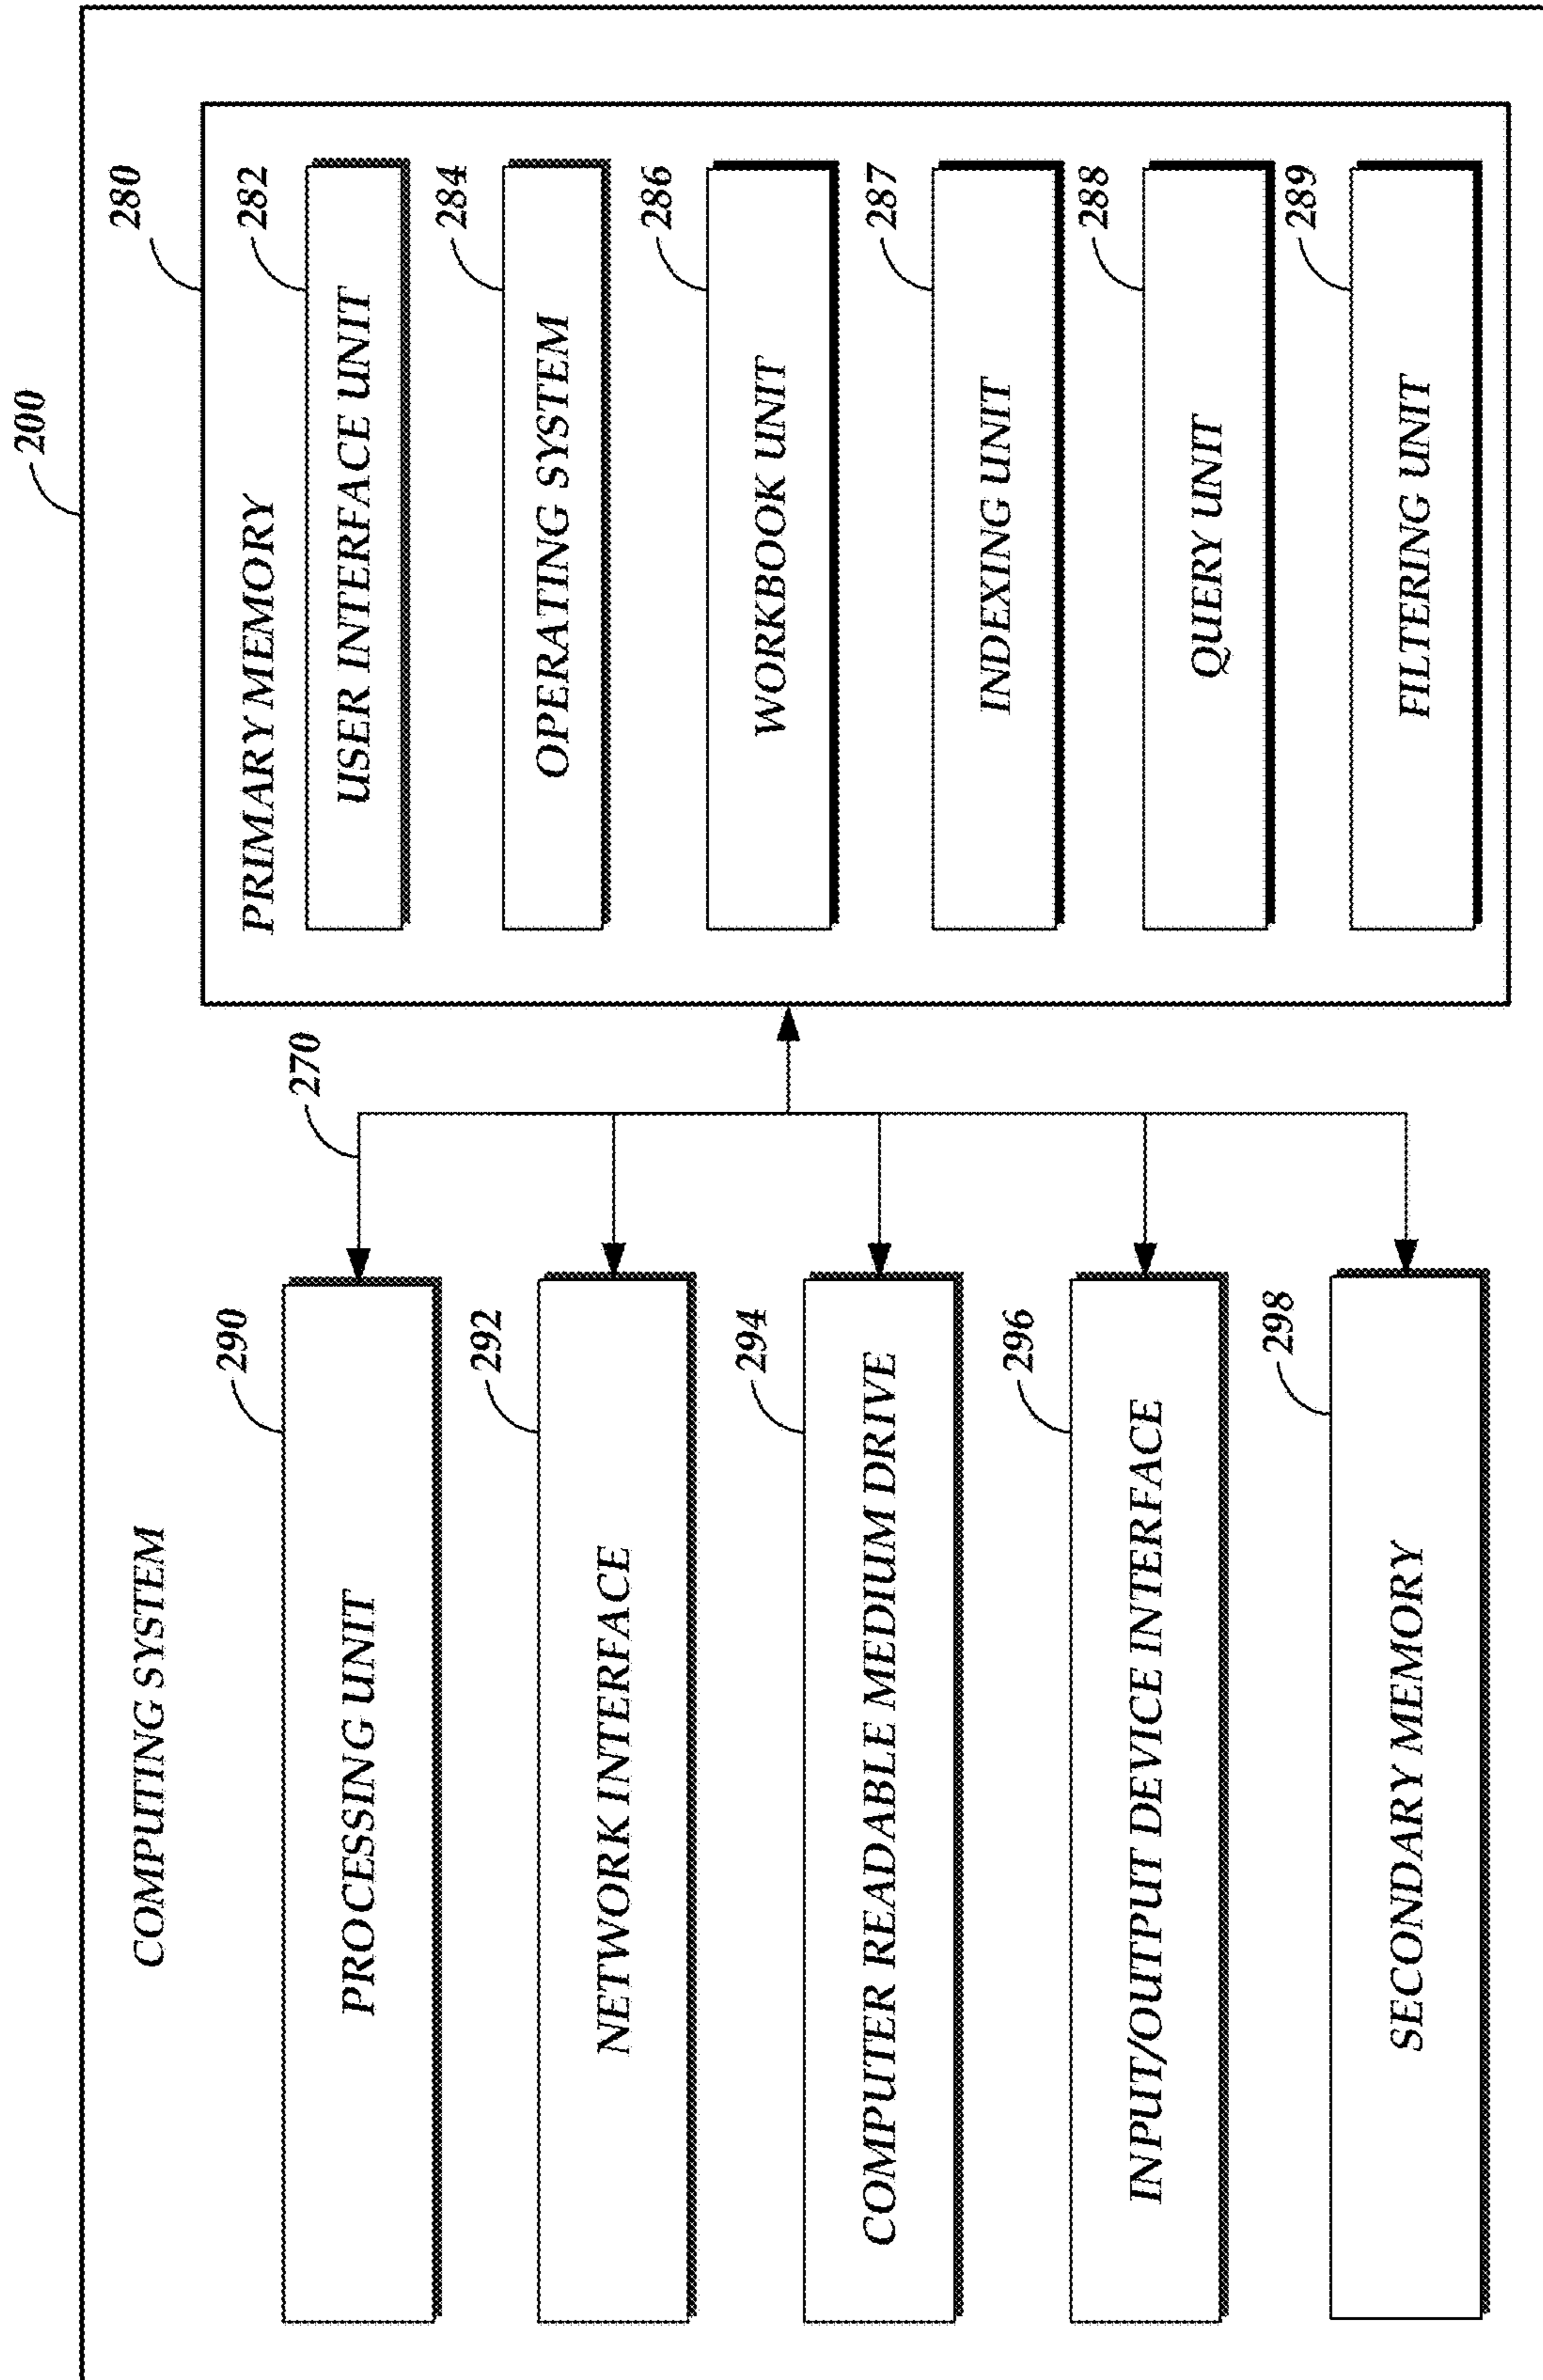 200
COMPUTING SYSTEM
290
PROCESSING UNIT
292
NETWORK INTERFACE
294
COMPUTER READABLE MEDIUM DRIVE
296
INPUT/OUTPUT DEVICE INTERFACE
298
SECONDARY MEMORY
270
280
PRIMARY MEMORY
282
USER INTERFACE UNIT
284
OPERATING SYSTEM
286
WORKBOOK UNIT
287
INDEXING UNIT
288
QUERY UNIT
289
FILTERING UNIT